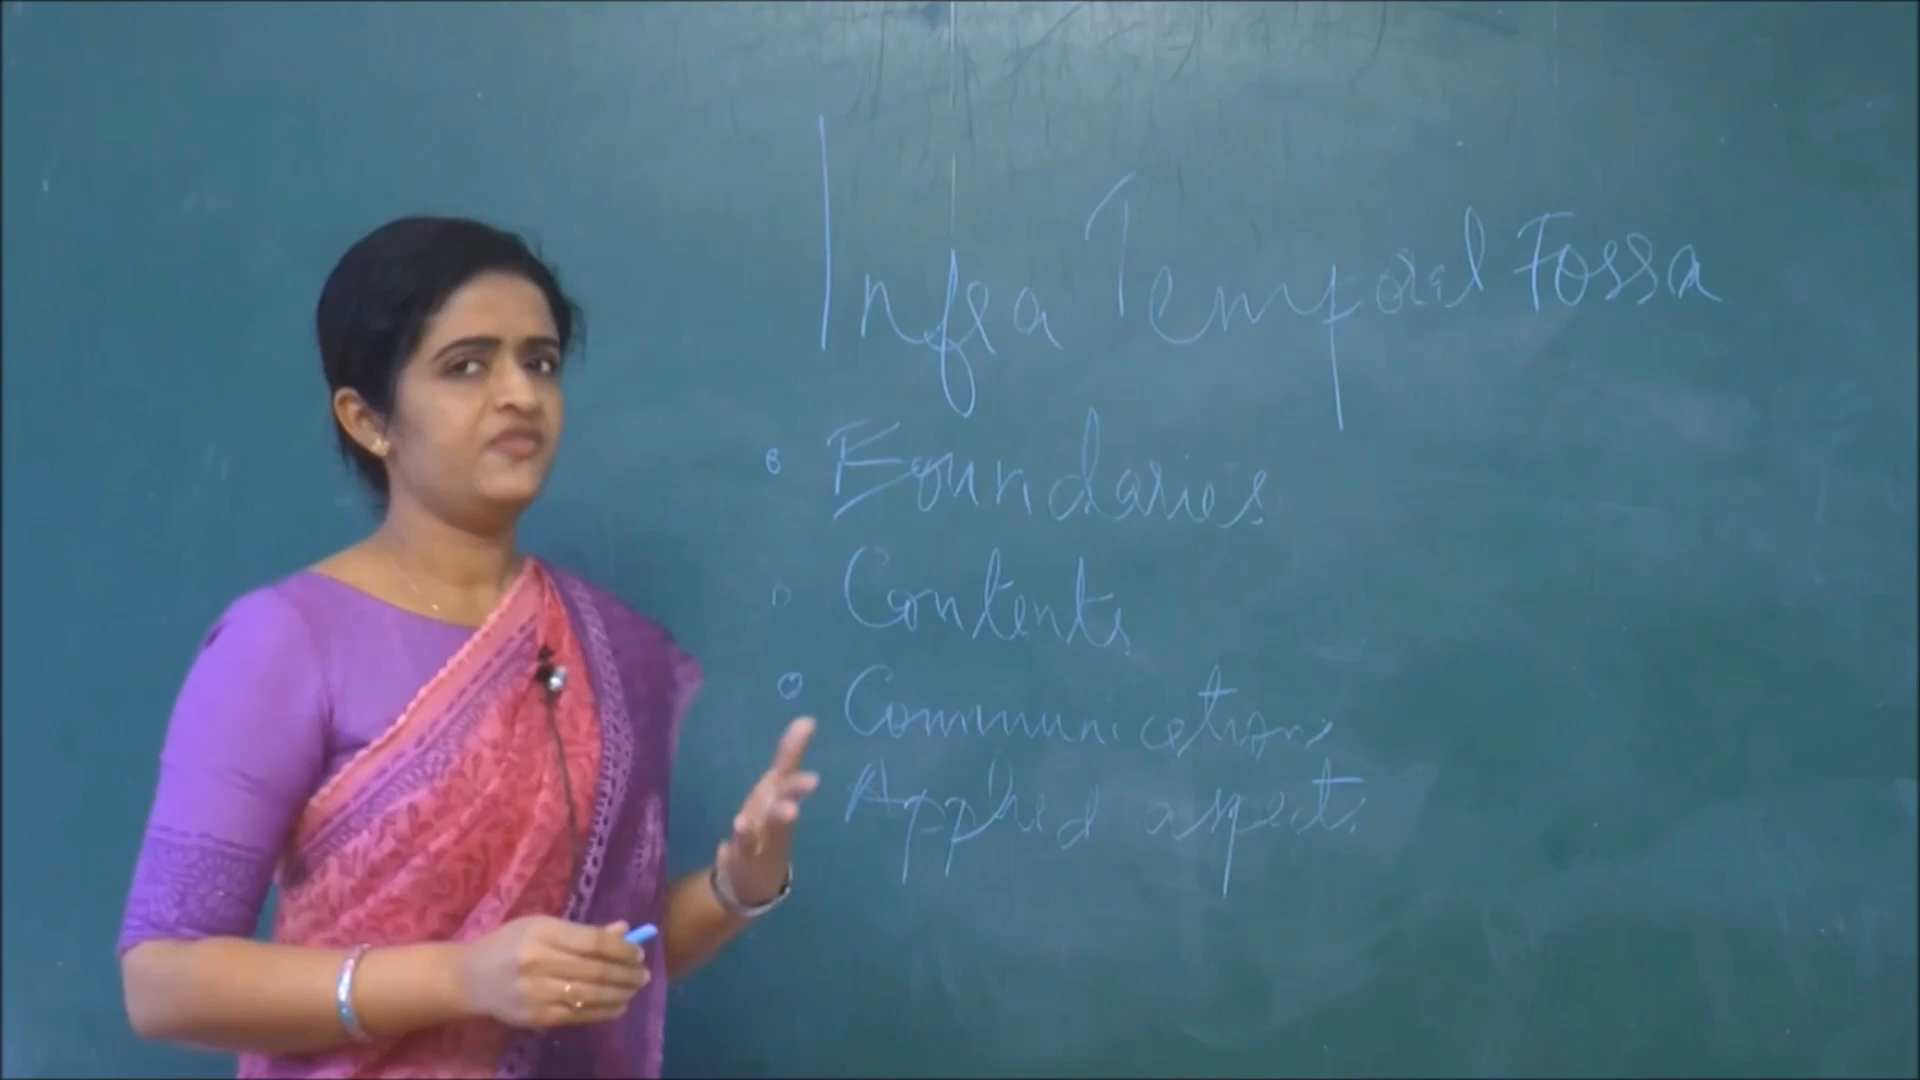 Infra Temporal Fossa
Boundaries
Contents
Communications
Applied aspects